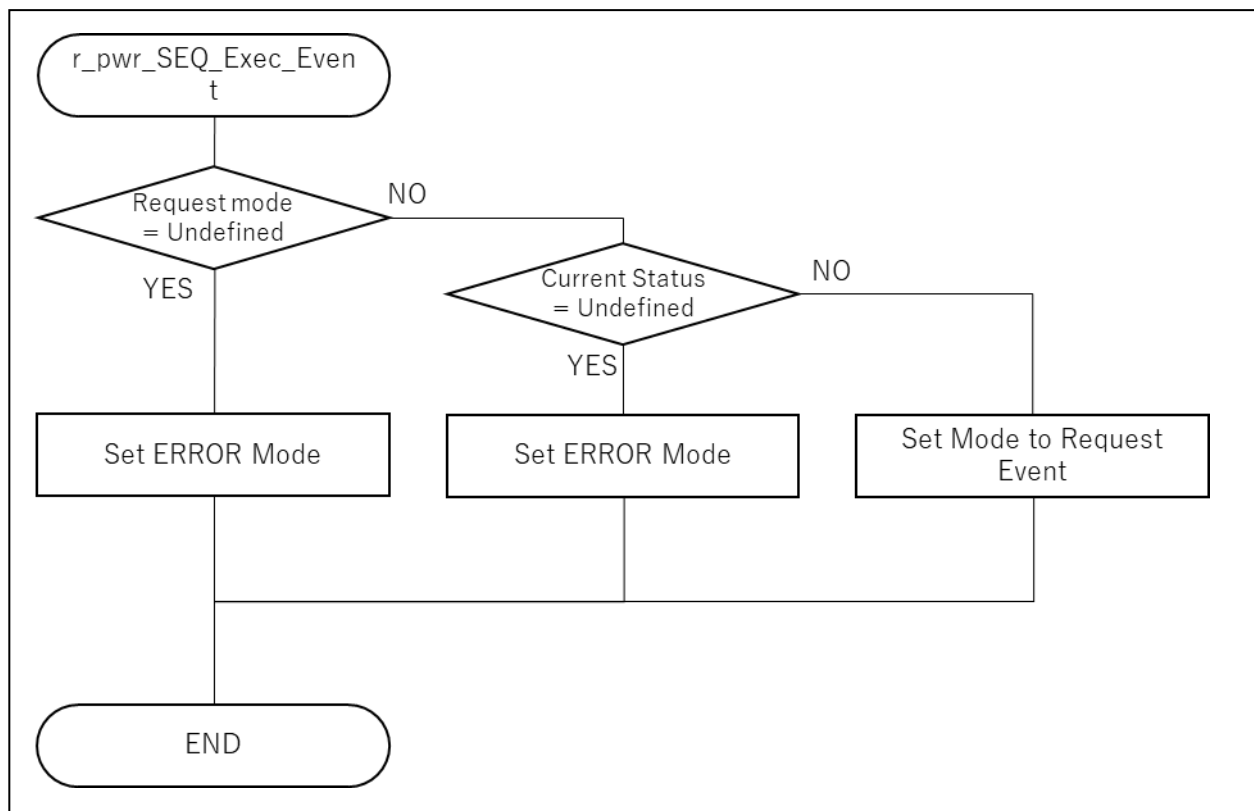 r_pwr_SEQ_Exec_Even
t
Request mode
= Undefined
NO
YES
Current Status
= Undefined
NO
YES
Set ERROR Mode
Set ERROR Mode
Set Mode to Request
Event
END